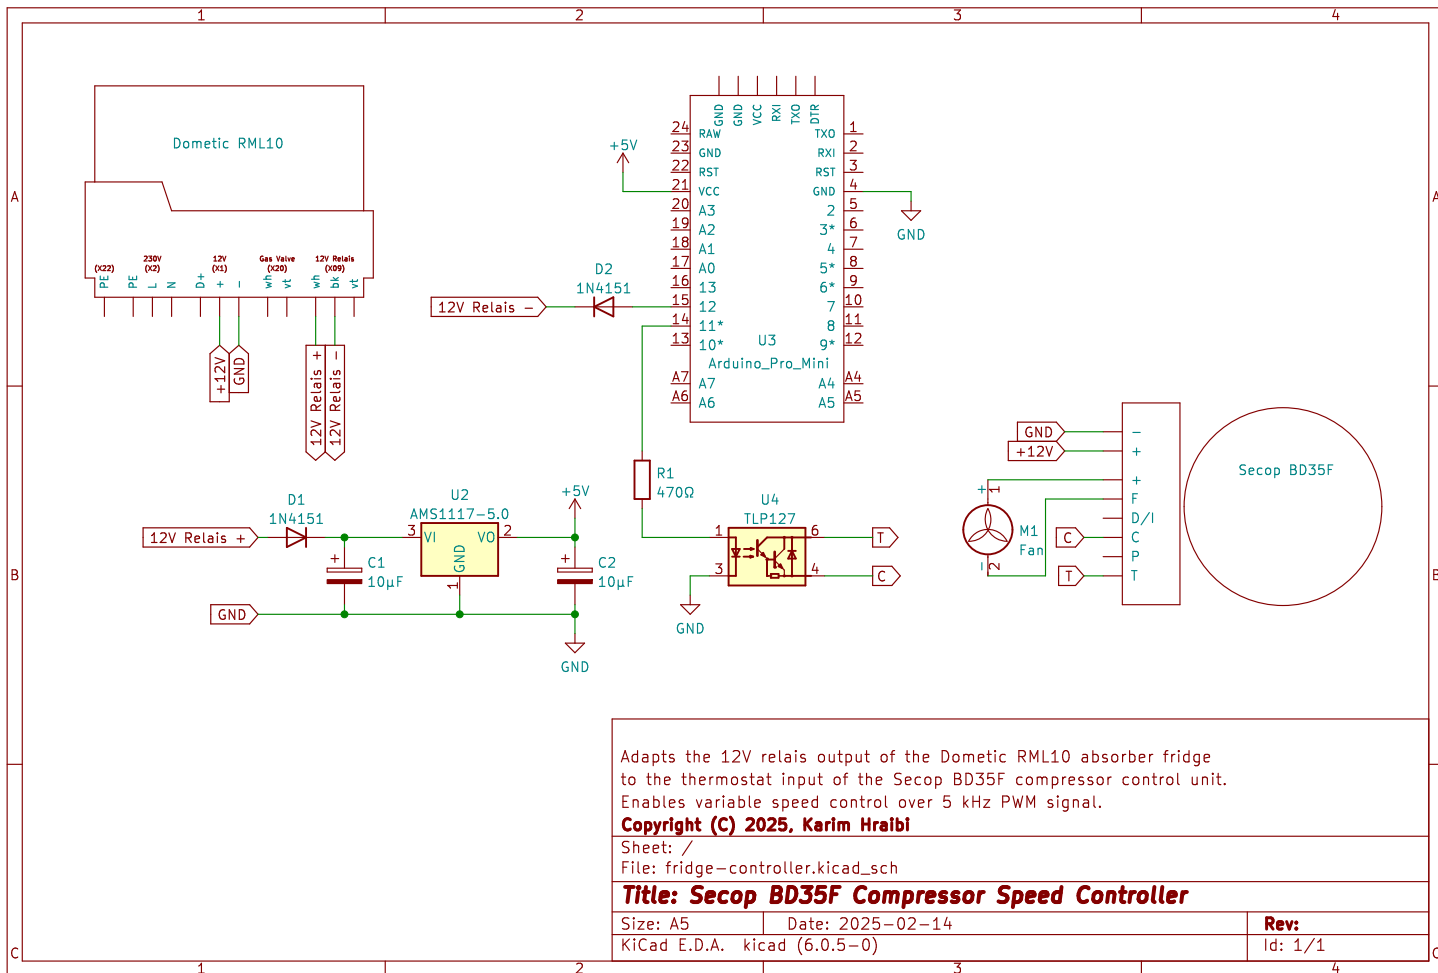 1 2 3 4
A A
B B
C C
Dometic RML10
(X22) 230V (X2) 12V (X1) Gas Valve (X20) 12V Relais (X09)
PE PE L N D+ + - wh vt wh bk vt
+12V
GND
12V Relais +
12V Relais -
GND GND VCC RXI TXO DTR
+5V
24 RAW TXO 1
23 GND RXI 2
22 RST RST 3
21 VCC GND 4
20 A3 2 5
19 A2 3* 6
18 A1 4 7
17 A0 5* 8
16 13 6* 9
15 12 7 10
14 11* 8 11
13 10* 9* 12
U3
Arduino_Pro_Mini
A7 A7 A4 A4
A6 A6 A5 A5
GND
D2
1N4151
12V Relais -
R1
470Ω
D1
1N4151
12V Relais +
U2
AMS1117-5.0
3 VI VO 2
GND
1
+5V
+
C1
10µF
+
C2
10µF
GND
GND
U4
TLP127
1 6 T
3 4 C
GND
GND -
+12V +
+ 1 +
F
M1
Fan
D/I
C C
P
- 2
T T
Secop BD35F
Adapts the 12V relais output of the Dometic RML10 absorber fridge
to the thermostat input of the Secop BD35F compressor control unit.
Enables variable speed control over 5 kHz PWM signal.
Copyright (C) 2025, Karim Hraibi
Sheet: /
File: fridge-controller.kicad_sch
Title: Secop BD35F Compressor Speed Controller
Size: A5 Date: 2025-02-14 Rev:
KiCad E.D.A. kicad (6.0.5-0) Id: 1/1
1 2 3 4